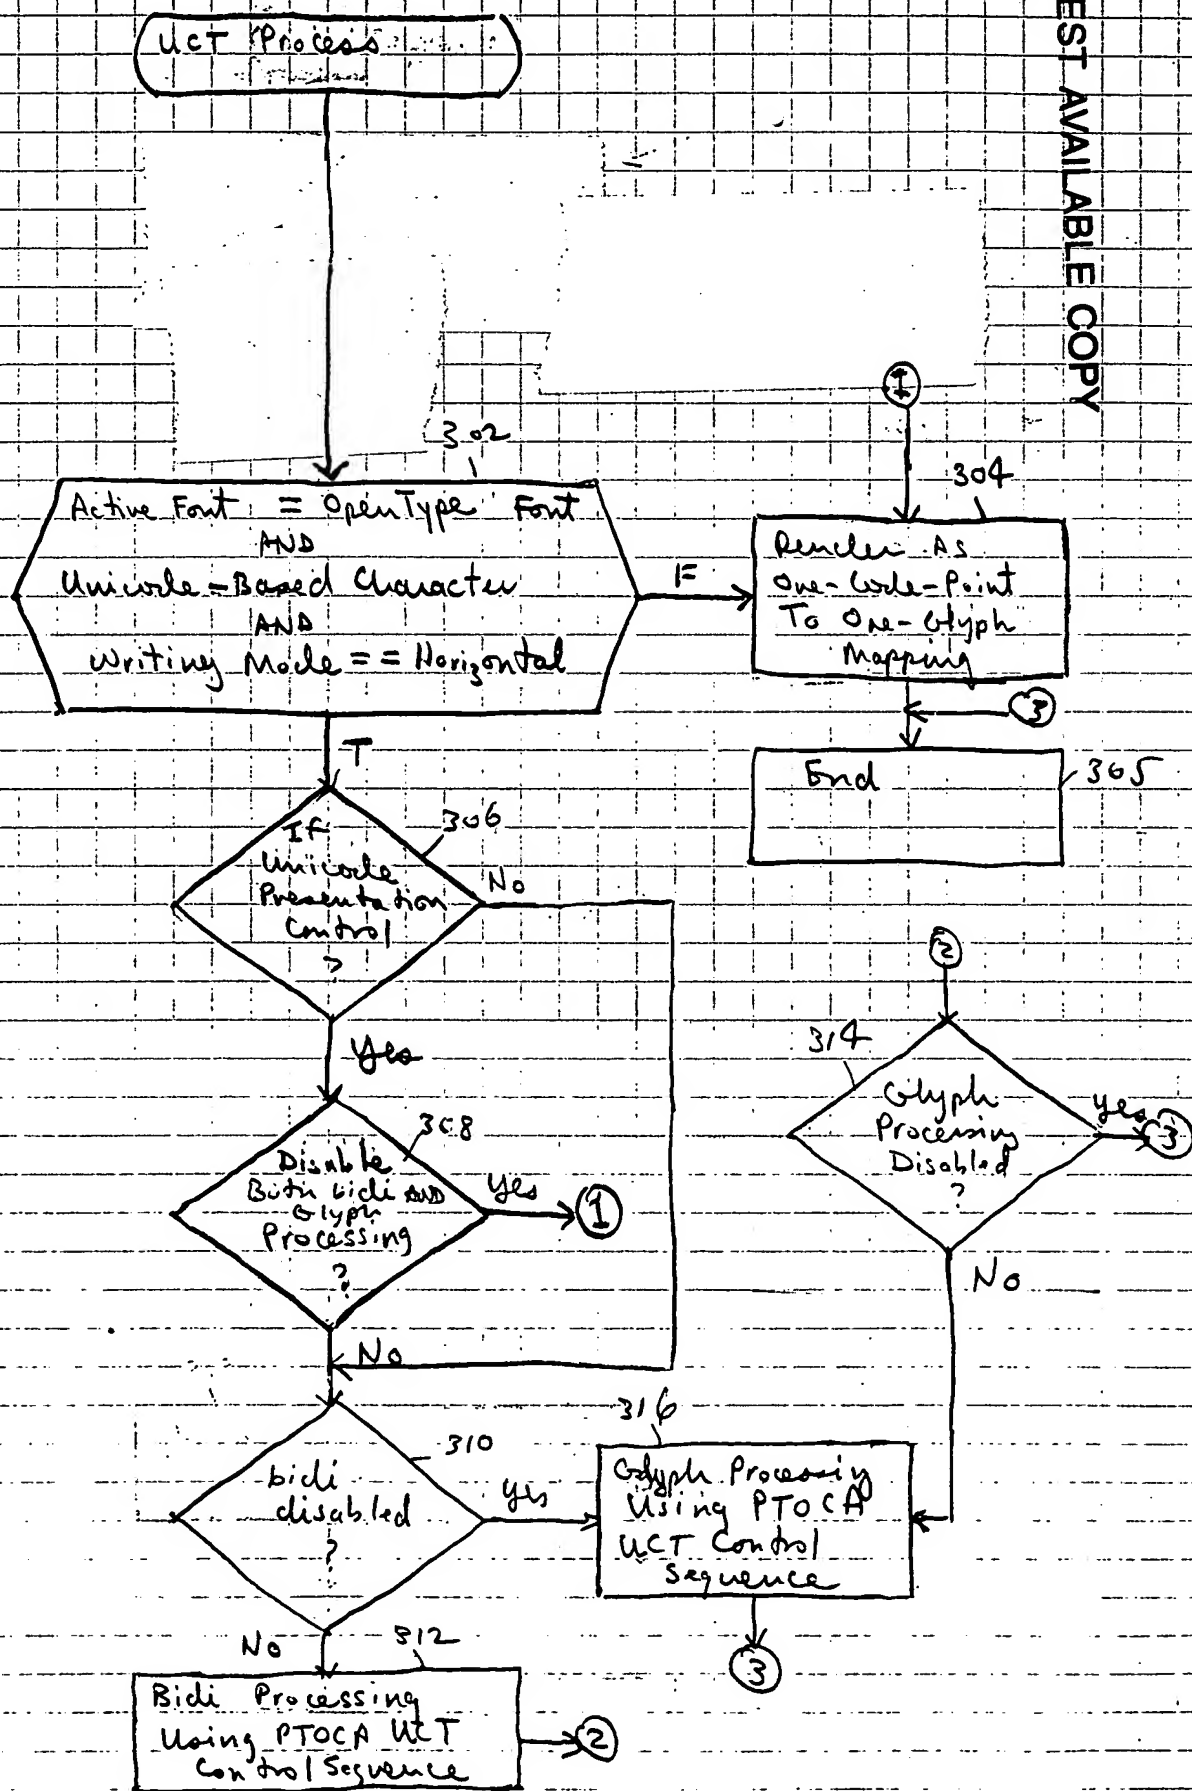 UCT Process
EST AVAILABLE COPY
1
302
304
Active Font = OpenType Font
AND
Unicode-Based Character
AND
Writing Mode == Horizontal
F
Render As
One-Code-Point
To One-Glyph
Mapping
3
End
305
T
306
If
Unicode
Presentation
Control
?
No
Yes
308
Disable
Both bidi AND
Glyph
Processing
?
yes
1
No
2
314
Glyph
Processing
Disabled
?
yes
3
No
310
bidi
disabled
?
yes
316
Glyph Processing
Using PTOCA
UCT Control
Sequence
3
No
312
Bidi Processing
Using PTOCA UCT
Control Sequence
2